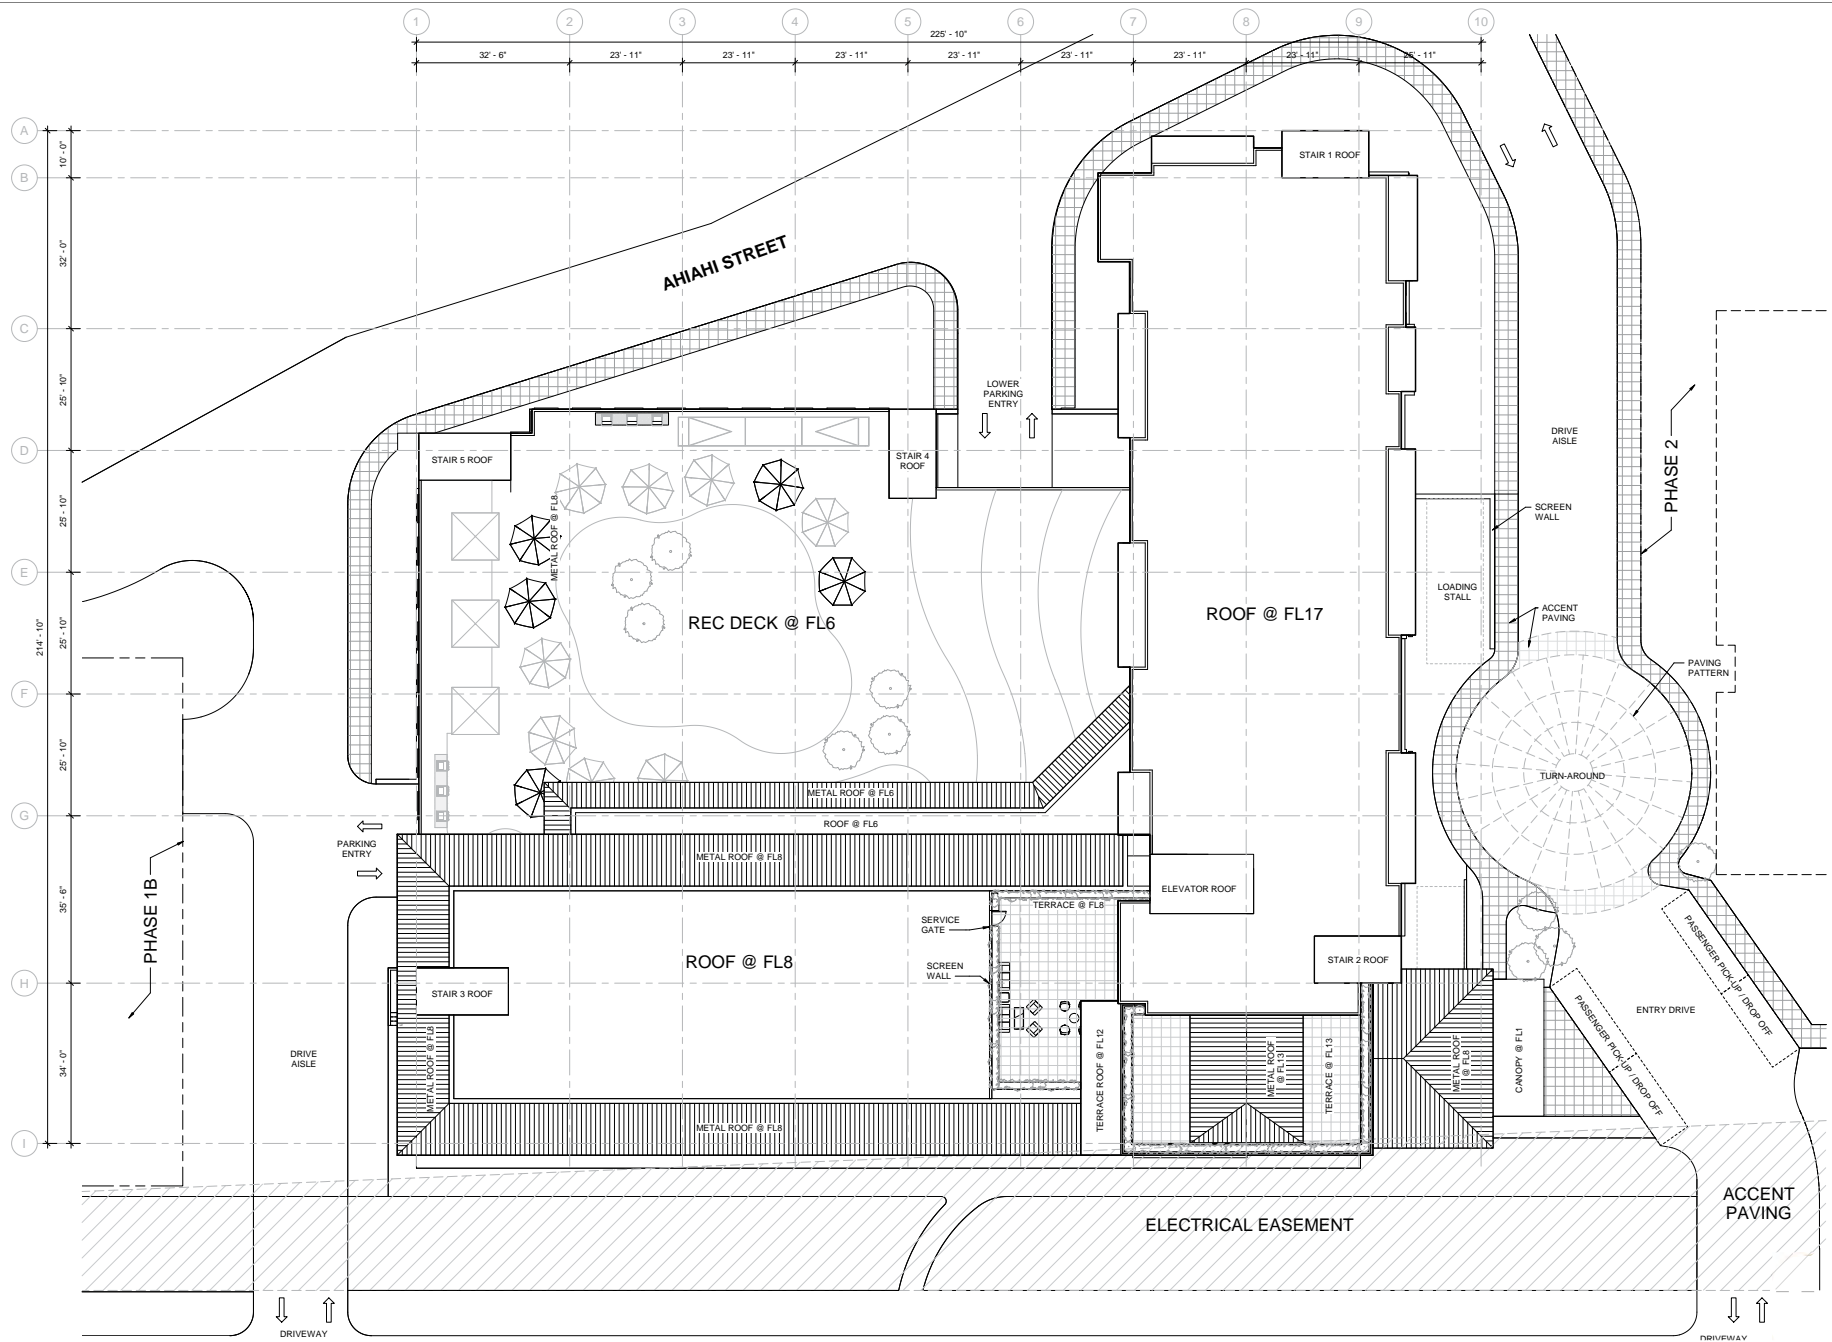 1 2 3 4 5 6 7 8 9 10
225' - 10"
32' - 6" 23' - 11" 23' - 11" 23' - 11" 23' - 11" 23' - 11" 23' - 11" 23' - 11" 25' - 11"
A
B
C
D
E
F
G
H
I
10' - 0"
32' - 0"
25' - 10"
25' - 10"
25' - 10"
25' - 10"
35' - 6"
34' - 0"
214' - 10"
STAIR 1 ROOF
AHIAHI STREET
LOWER
PARKING
ENTRY
DRIVE
AISLE
PHASE 2
STAIR 5 ROOF
STAIR 4
ROOF
METAL ROOF @ FL8
SCREEN
WALL
LOADING
STALL
ACCENT
PAVING
REC DECK @ FL6
ROOF @ FL17
PAVING
PATTERN
TURN-AROUND
METAL ROOF @ FL6
ROOF @ FL6
PARKING
ENTRY
METAL ROOF @ FL8
ELEVATOR ROOF
TERRACE @ FL8
SERVICE
GATE
PHASE 1B
ROOF @ FL8
SCREEN
WALL
STAIR 2 ROOF
STAIR 3 ROOF
PASSENGER PICK-UP / DROP OFF
PASSENGER PICK-UP / DROP OFF
ENTRY DRIVE
DRIVE
AISLE
METAL ROOF @ FL8
TERRACE ROOF @ FL12
METAL ROOF
@ FL13
TERRACE @ FL13
METAL ROOF
@ FL8
CANOPY @ FL1
METAL ROOF @ FL8
ACCENT
PAVING
ELECTRICAL EASEMENT
DRIVEWAY
DRIVEWAY